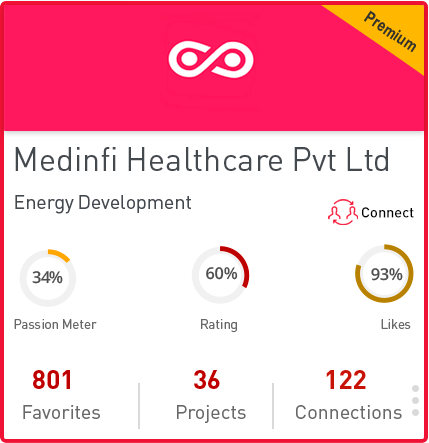 Premium
Medinfi Healthcare Pvt Ltd
Energy Development
Connect
34%
60%
93%
Passion Meter
Rating
Likes
801
36
122
Favorites
Projects
Connections